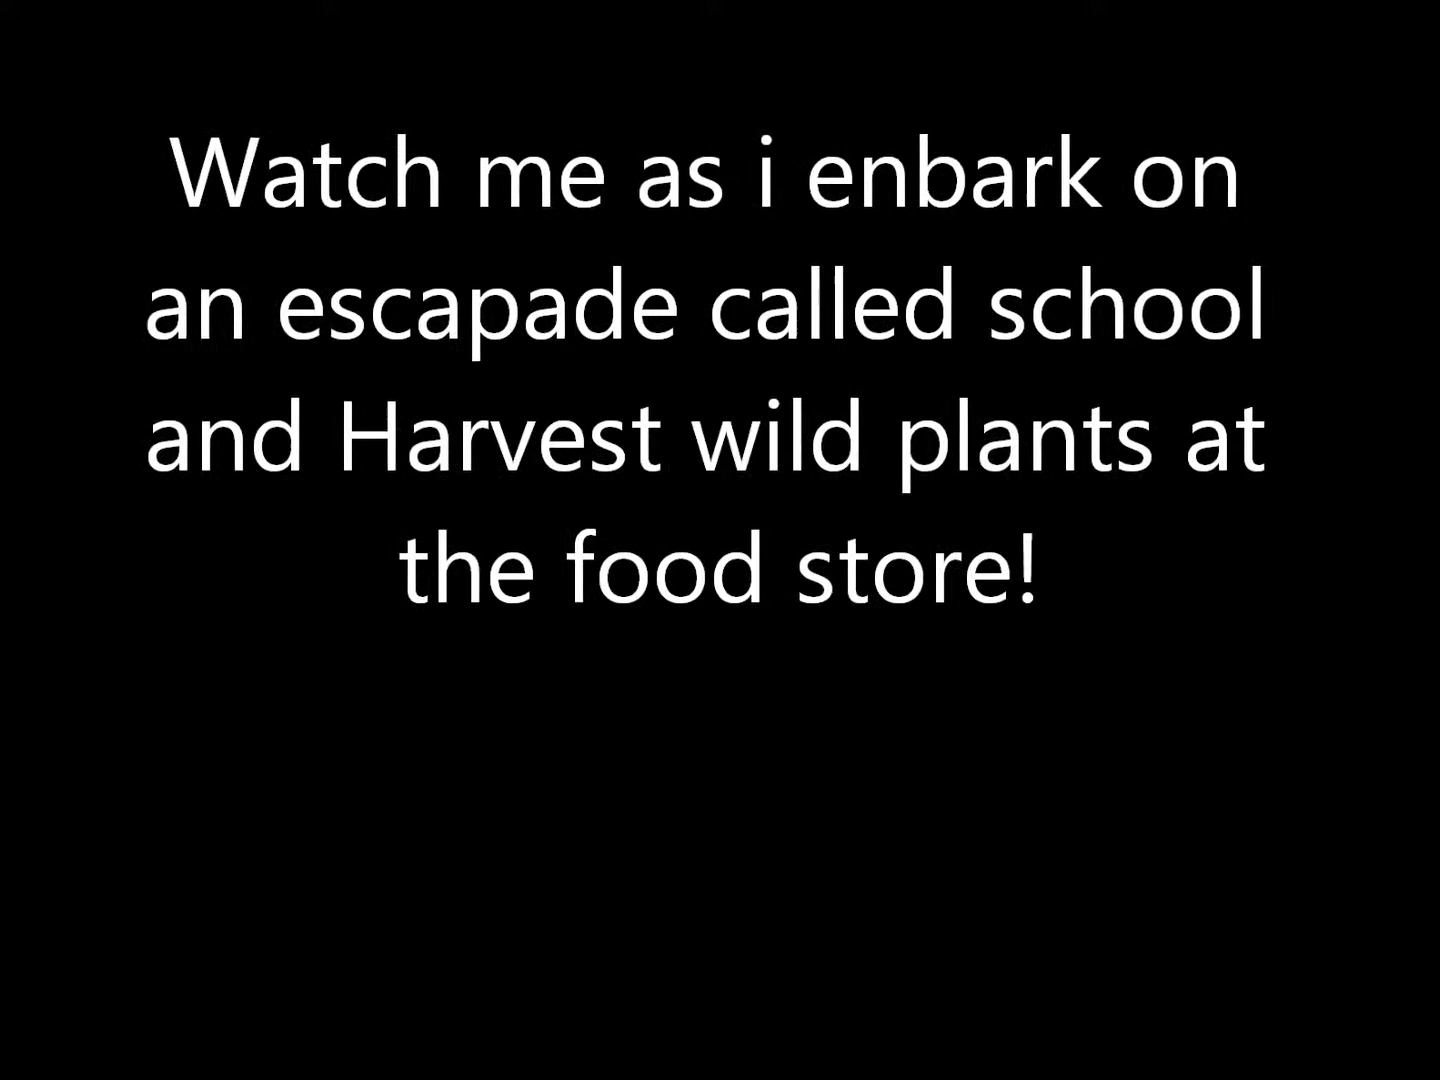 Watch me as i enbark on
an escapade called school
and Harvest wild plants at
the food store!